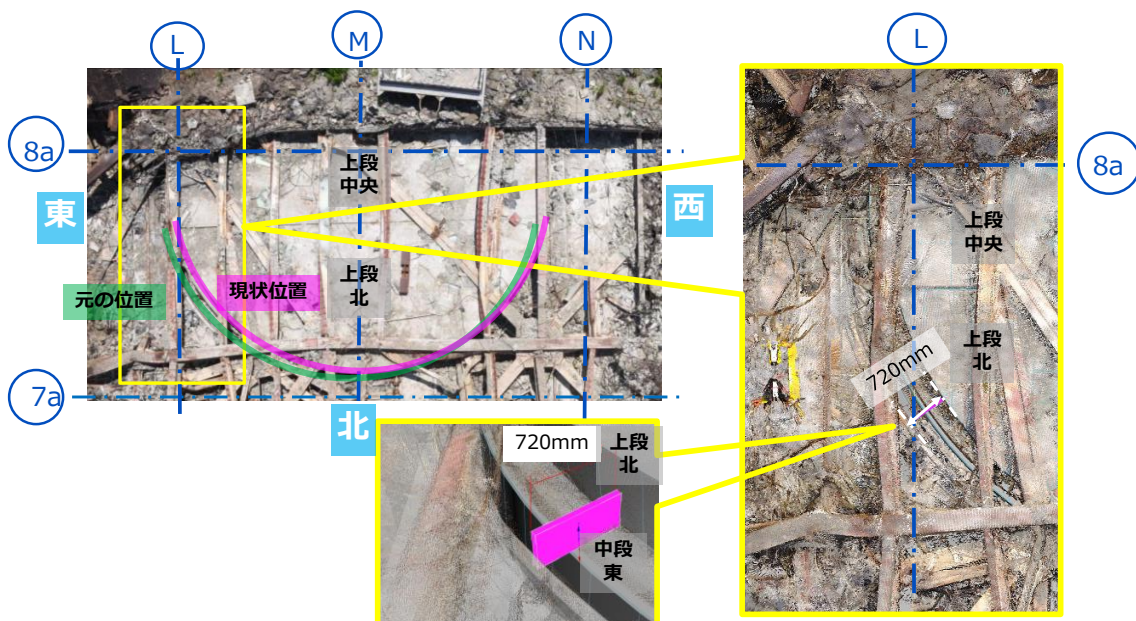 L
M
N
L
8a
8a
上段
中央
東
西
上段
中央
元の位置
現状位置
上段
北
上段
北
720mm
7a
北
720mm
上段
北
中段
東